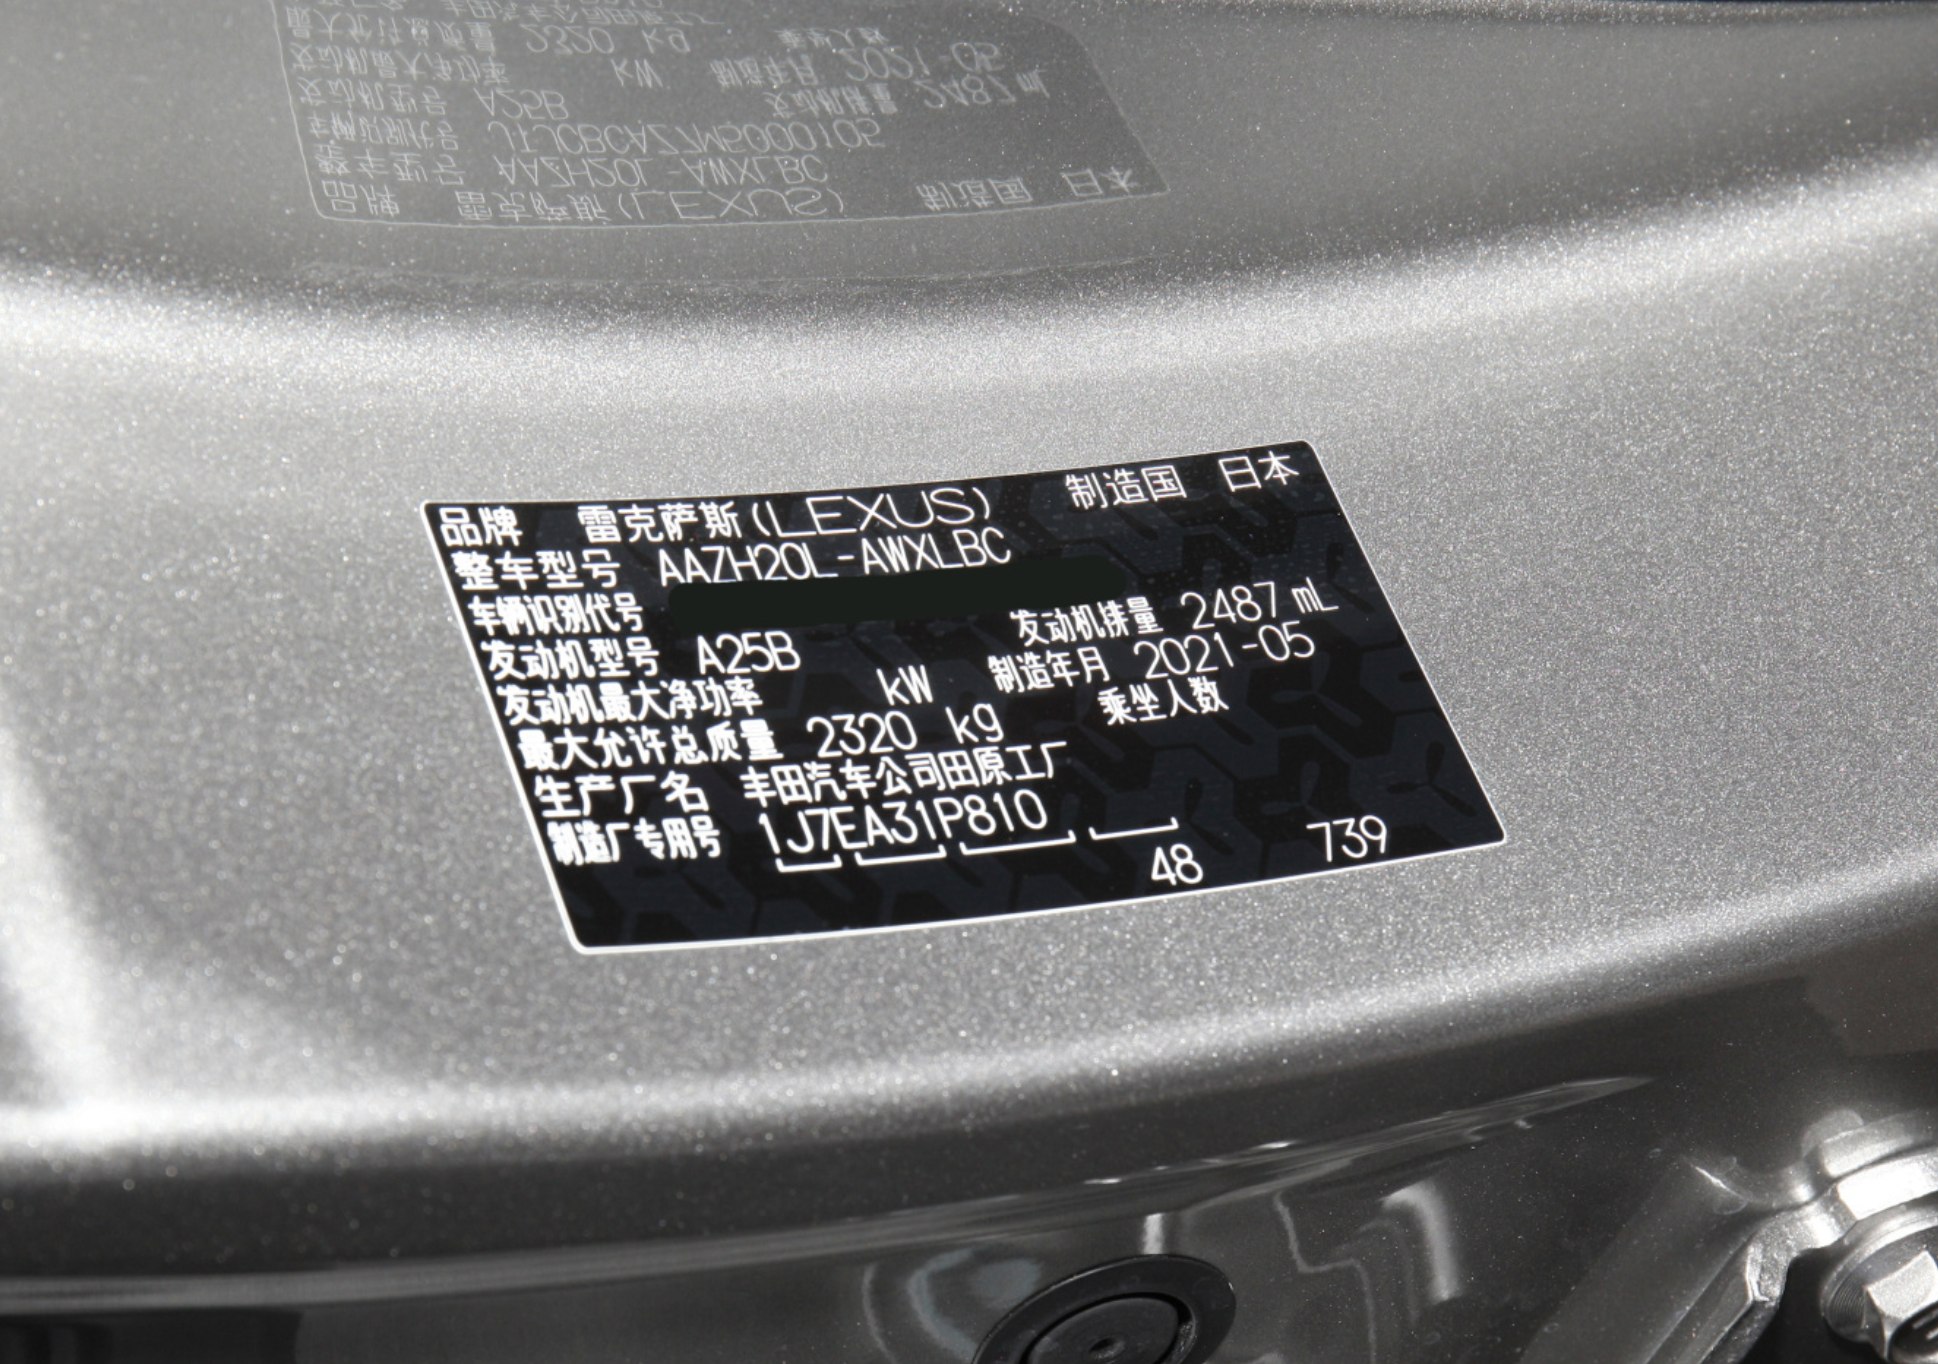 品牌 雷克萨斯(LEXUS) 制造国 日本
整车型号 AAZH20L-AWXLBC
车辆识别代号
发动机型号 A25B 发动机排量 2487 mL
发动机最大净功率 kW 制造年月 2021-05
最大允许总质量 2320 kg 乘坐人数
生产厂名 丰田汽车公司田原工厂
制造厂专用号 1J7EA31P810
48 739